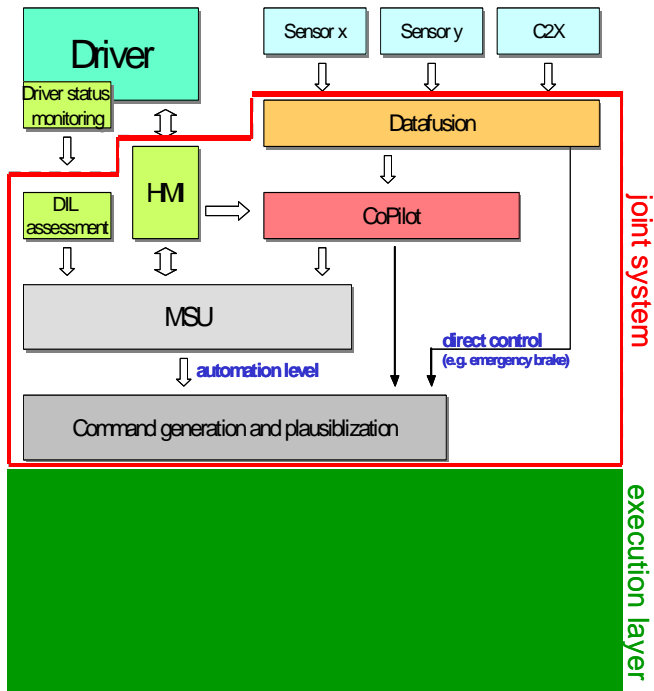 Driver
Sensor x
Sensor y
C2X
Driver status
monitoring
Datafusion
HMI
DIL
assessment
CoPilot
joint system
MSU
direct control
(e.g. emergency brake)
automation level
Command generation and plausiblization
execution layer